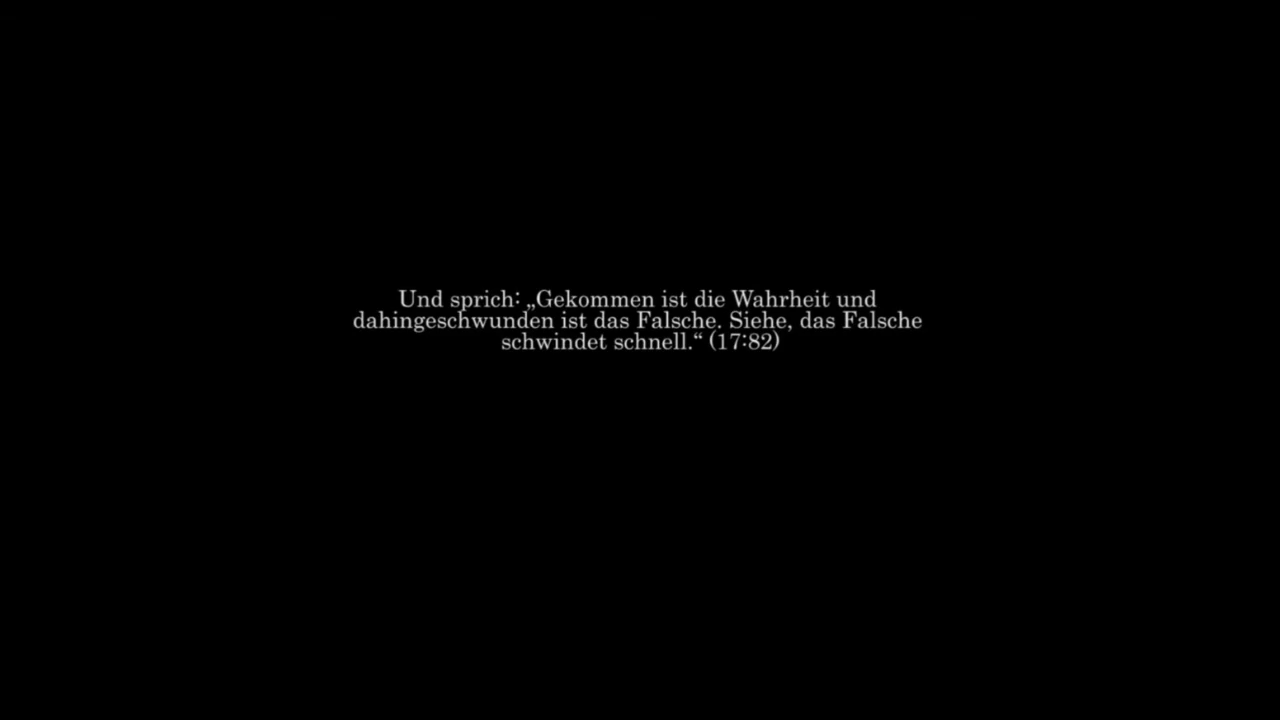 Und sprich: „Gekommen ist die Wahrheit und
dahingeschwunden ist das Falsche. Siehe, das Falsche
schwindet schnell.“ (17:82)